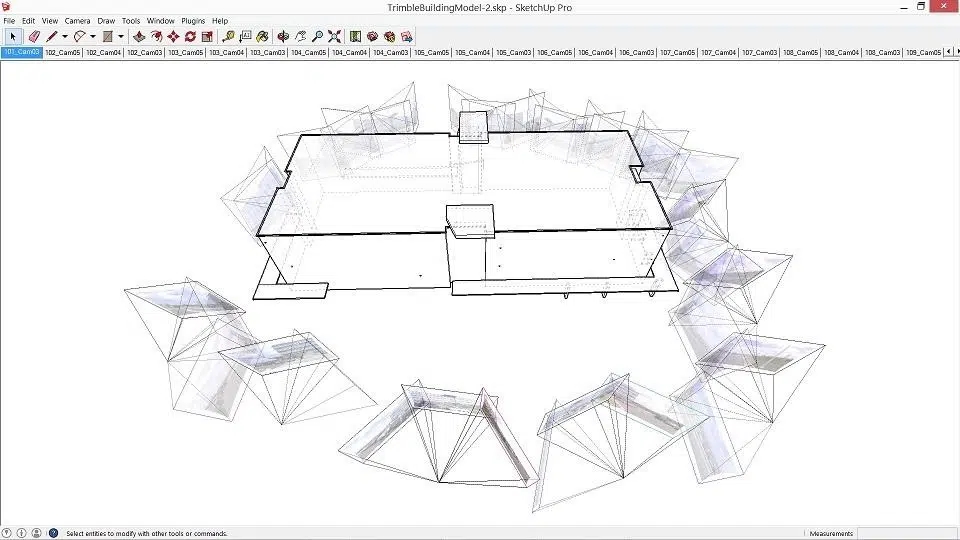 TrimbleBuildingModel-2.skp - SketchUp Pro
File Edit View Camera Draw Tools Window Plugins Help
101_Cam03 102_Cam05 102_Cam04 102_Cam03 103_Cam05 103_Cam04 103_Cam03 104_Cam04 104_Cam04 104_Cam03 105_Cam05 105_Cam04 105_Cam03 106_Cam05 106_Cam04 106_Cam03 107_Cam04 107_Cam03 108_Cam05 108_Cam04 108_Cam03 109_Cam05
Select entities to modify with other tools or commands.
Measurements